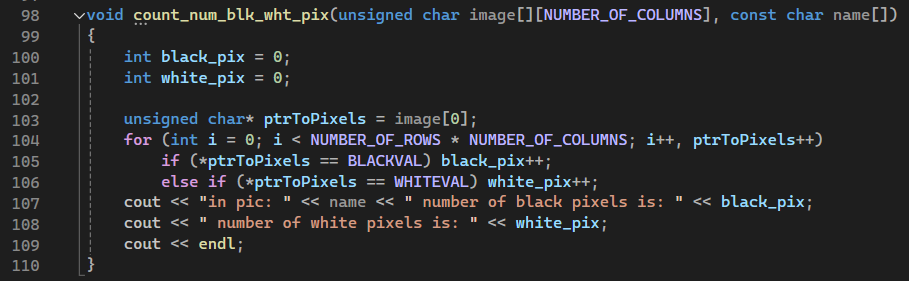 98 void count_num_blk_wht_pix(unsigned char image[][NUMBER_OF_COLUMNS], const char name[])
99 {
100 int black_pix = 0;
101 int white_pix = 0;
102
103 unsigned char* ptrToPixels = image[0];
104 for (int i = 0; i < NUMBER_OF_ROWS * NUMBER_OF_COLUMNS; i++, ptrToPixels++)
105 if (*ptrToPixels == BLACKVAL) black_pix++;
106 else if (*ptrToPixels == WHITEVAL) white_pix++;
107 cout << "in pic: " << name << " number of black pixels is: " << black_pix;
108 cout << " number of white pixels is: " << white_pix;
109 cout << endl;
110 }